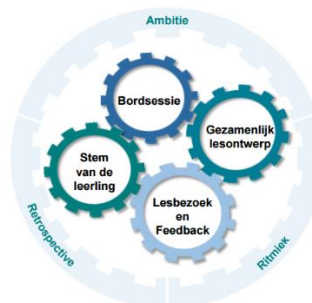 Ambitie
Bordsessie
Gezamenlijk
lesontwerp
Stem
van de
leerling
Lesbezoek
en
Feedback
Retrospective
Ritmiek